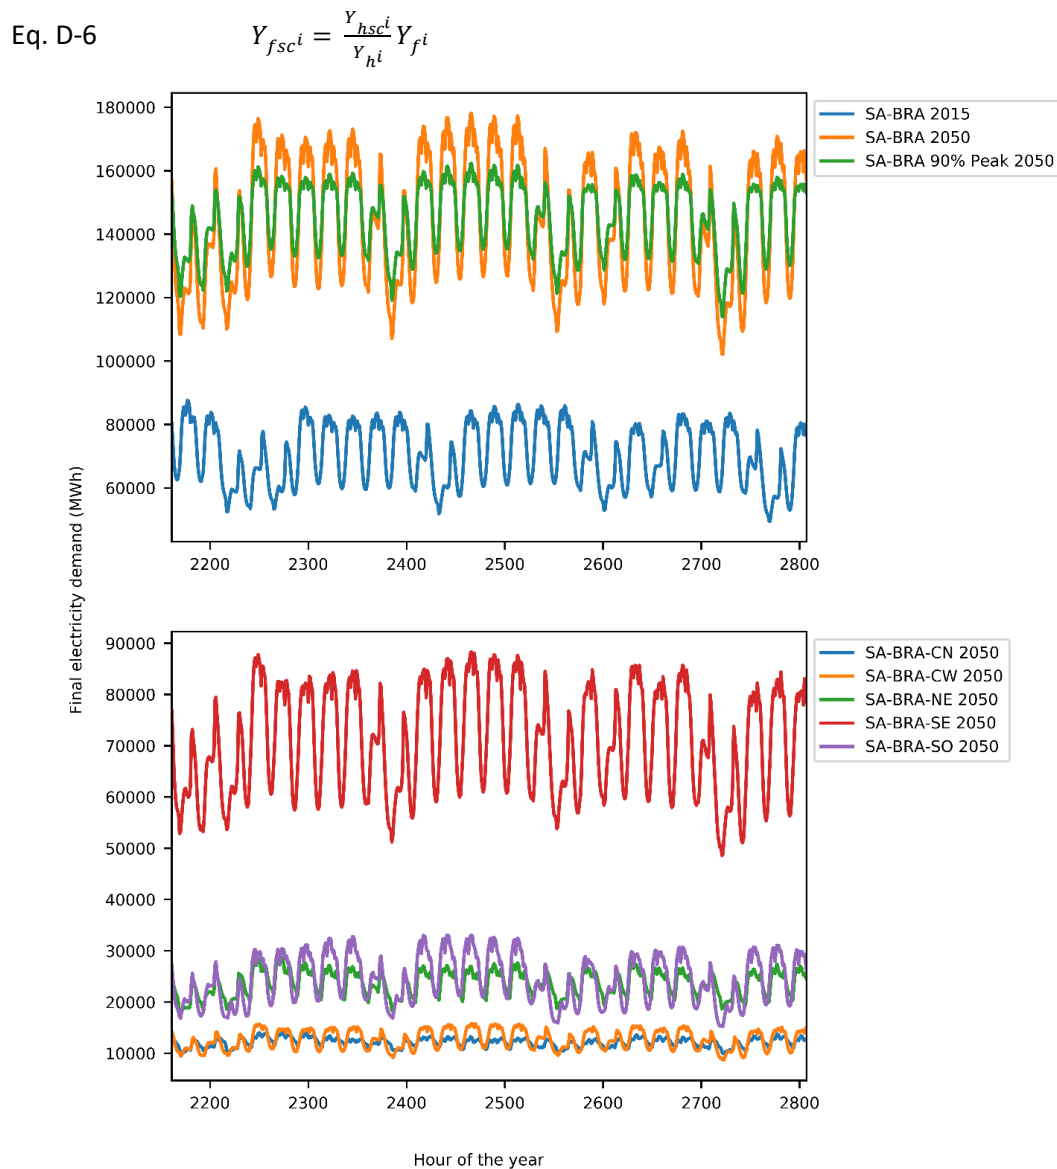 Eq. D-6 Y_{fsc^i} = \frac{Y_{hsc^i}}{Y_{h^i}} Y_{f^i}
180000
160000
140000
120000
100000
80000
60000
2200 2300 2400 2500 2600 2700 2800
SA-BRA 2015
SA-BRA 2050
SA-BRA 90% Peak 2050
Final electricity demand (MWh)
90000
80000
70000
60000
50000
40000
30000
20000
10000
2200 2300 2400 2500 2600 2700 2800
SA-BRA-CN 2050
SA-BRA-CW 2050
SA-BRA-NE 2050
SA-BRA-SE 2050
SA-BRA-SO 2050
Hour of the year